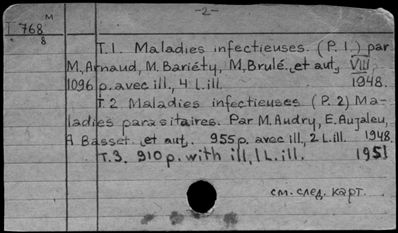 -2-
М
I 768
8
T.1. Maladies infectieuses. (P. 1.) par
M. Arnaud, M. Bariéty, M. Brulé. et aut. VIII,
1096 p. avec ill., 4 l. ill. 1948.
T.2 Maladies infectieuses (P. 2) Ma-
ladies parasitaires. Par M. Audry, E. Aujaleu,
A. Basset et aut. 955 p. avec ill., 2 L. ill. 1948
T.3. 910 p. with ill, 1 L. ill. 1951
см. след. карт.